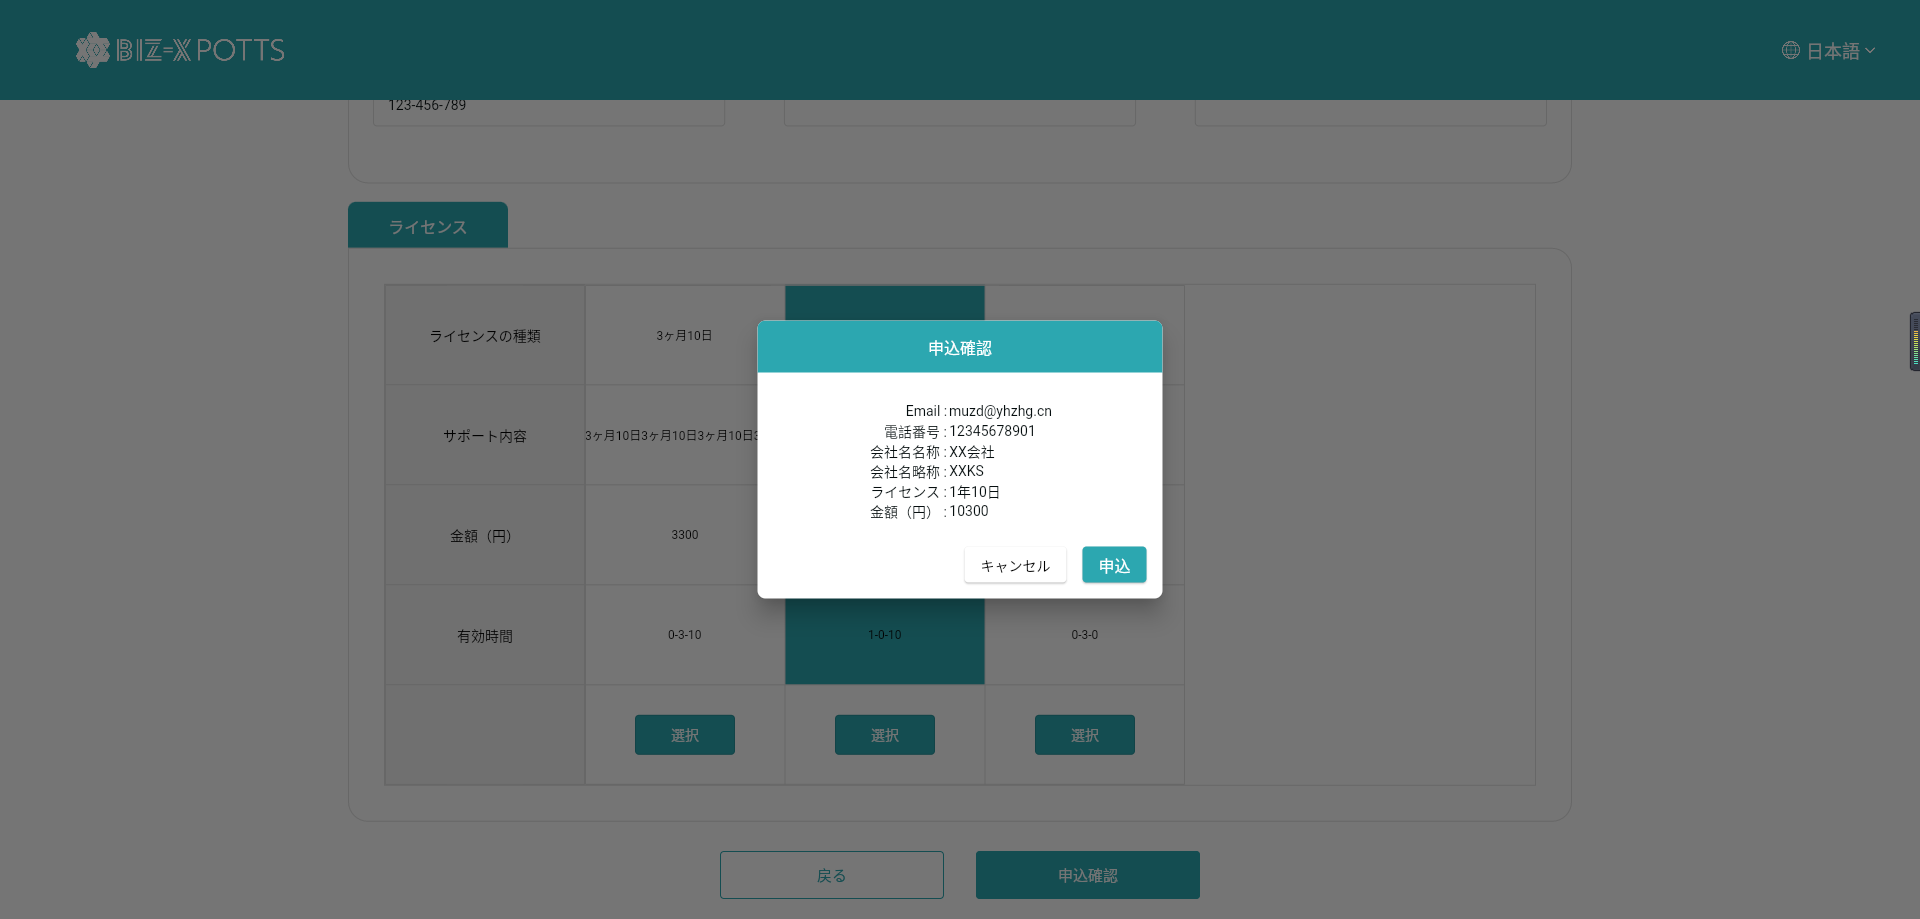 BIZ=X POTTS
日本語
123-456-789
ライセンス
ライセンスの種類
3ヶ月10日
サポート内容
3ヶ月10日3ヶ月10日3ヶ月10日3
金額（円）
3300
有効時間
0-3-10
1-0-10
0-3-0
選択
選択
選択
申込確認
Email : muzd@yhzhg.cn
電話番号 : 12345678901
会社名名称 : XX会社
会社名略称 : XXKS
ライセンス : 1年10日
金額（円） : 10300
キャンセル
申込
戻る
申込確認